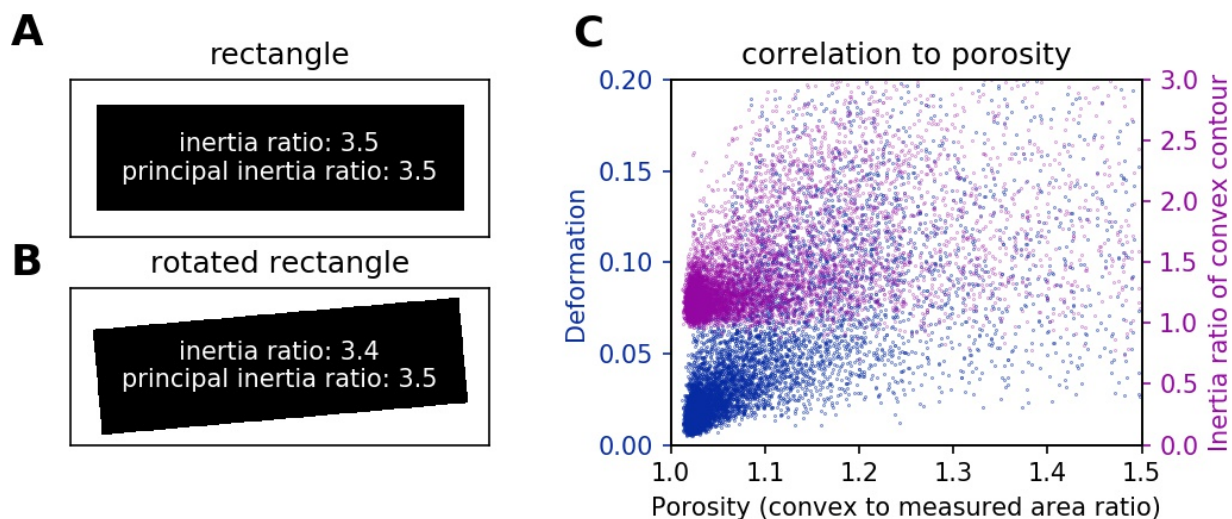 A
rectangle
inertia ratio: 3.5
principal inertia ratio: 3.5
B
rotated rectangle
inertia ratio: 3.4
principal inertia ratio: 3.5
C
correlation to porosity
0.20
0.15
0.10
0.05
0.00
Deformation
3.0
2.5
2.0
1.5
1.0
0.5
0.0
Inertia ratio of convex contour
1.0 1.1 1.2 1.3 1.4 1.5
Porosity (convex to measured area ratio)